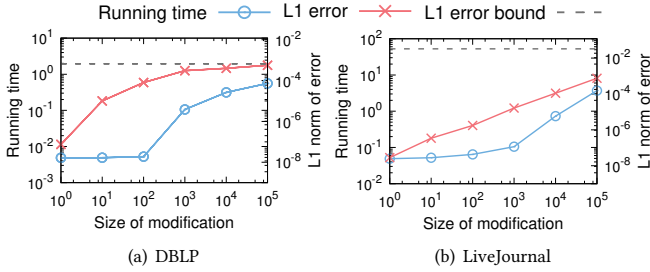 Running time L1 error L1 error bound
10^1
10^0
10^-1
10^-2
10^-3
Running time
10^-2
10^-4
10^-6
10^-8
L1 norm of error
10^0 10^1 10^2 10^3 10^4 10^5
Size of modification
(a) DBLP
10^2
10^1
10^0
10^-1
10^-2
Running time
10^-2
10^-4
10^-6
10^-8
L1 norm of error
10^0 10^1 10^2 10^3 10^4 10^5
Size of modification
(b) LiveJournal